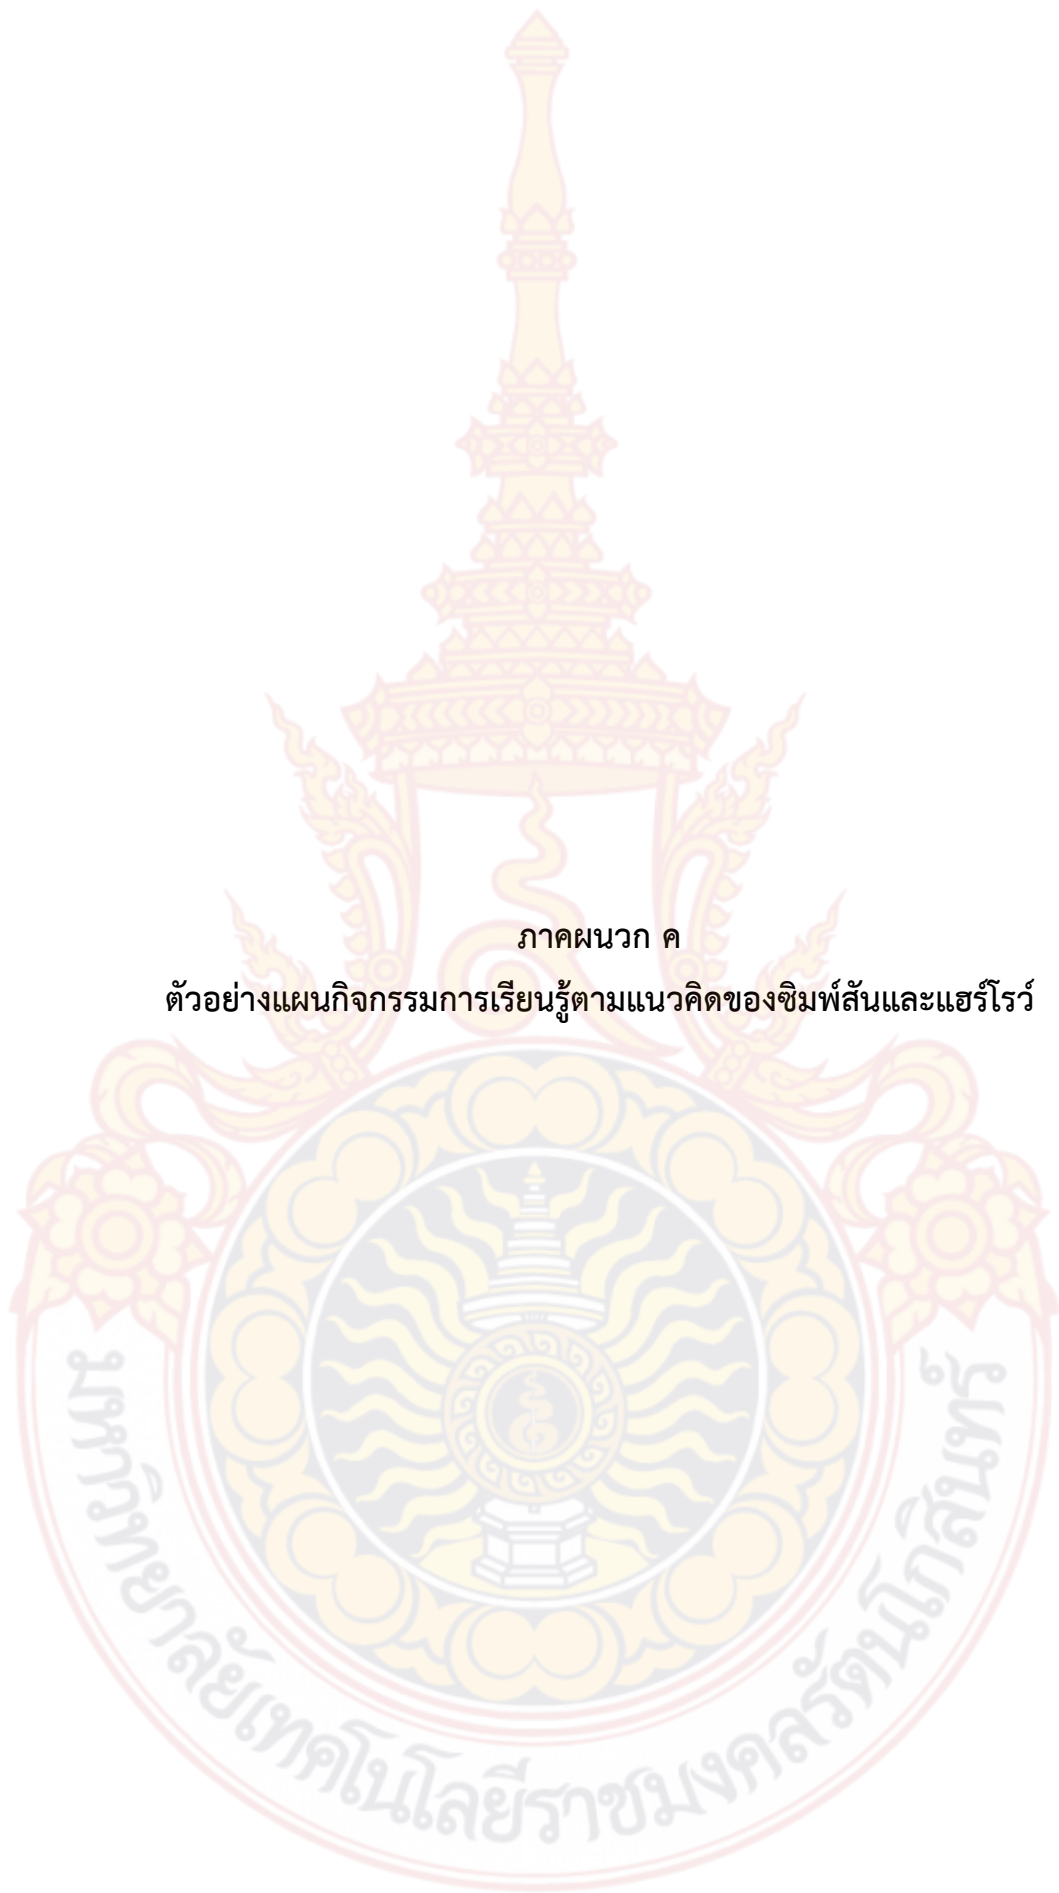 ภาคผนวก ค
ตัวอย่างแผนกิจกรรมการเรียนรู้ตามแนวคิดของซิมพ์สันและแฮร์โรว์
มหาวิทยาลัยเทคโนโลยีราชมงคลรัตนโกสินทร์